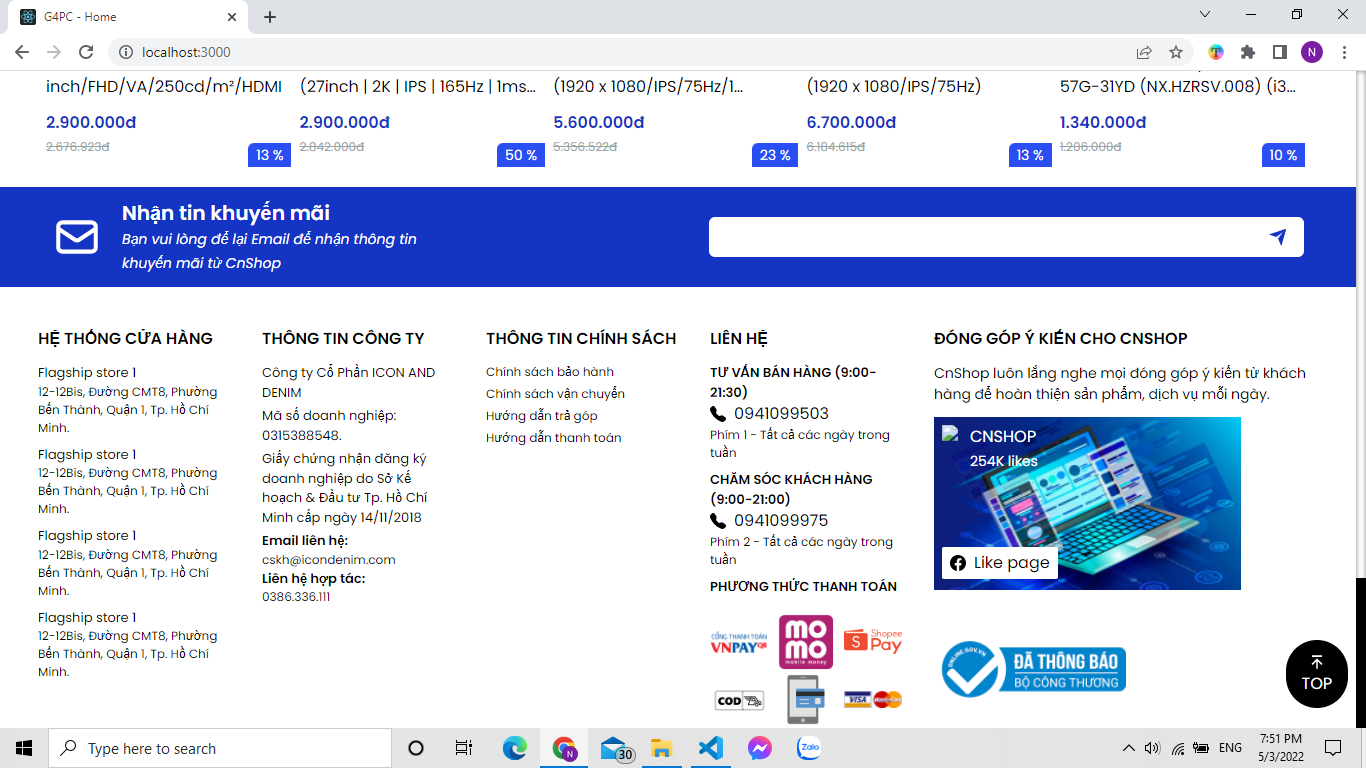 G4PC - Home
localhost:3000
N
inch/FHD/VA/250cd/m²/HDMI
(27inch | 2K | IPS | 165Hz | 1ms...
(1920 x 1080/IPS/75Hz/1...
(1920 x 1080/IPS/75Hz)
57G-31YD (NX.HZRSV.008) (i3...
2.900.000đ
2.900.000đ
5.600.000đ
6.700.000đ
1.340.000đ
2.676.923đ
13 %
2.842.000đ
50 %
5.356.522đ
23 %
6.184.615đ
13 %
1.206.000đ
10 %
Nhận tin khuyến mãi
Bạn vui lòng để lại Email để nhận thông tin
khuyến mãi từ CnShop
HỆ THỐNG CỬA HÀNG
Flagship store 1
12-12Bis, Đường CMT8, Phường
Bến Thành, Quận 1, Tp. Hồ Chí
Minh.
Flagship store 1
12-12Bis, Đường CMT8, Phường
Bến Thành, Quận 1, Tp. Hồ Chí
Minh.
Flagship store 1
12-12Bis, Đường CMT8, Phường
Bến Thành, Quận 1, Tp. Hồ Chí
Minh.
Flagship store 1
12-12Bis, Đường CMT8, Phường
Bến Thành, Quận 1, Tp. Hồ Chí
Minh.
THÔNG TIN CÔNG TY
Công ty Cổ Phần ICON AND
DENIM
Mã số doanh nghiệp:
0315388548.
Giấy chứng nhận đăng ký
doanh nghiệp do Sở Kế
hoạch & Đầu tư Tp. Hồ Chí
Minh cấp ngày 14/11/2018
Email liên hệ:
cskh@icondenim.com
Liên hệ hợp tác:
0386.336.111
THÔNG TIN CHÍNH SÁCH
Chính sách bảo hành
Chính sách vận chuyển
Hướng dẫn trả góp
Hướng dẫn thanh toán
LIÊN HỆ
TƯ VẤN BÁN HÀNG (9:00-
21:30)
0941099503
Phím 1 - Tất cả các ngày trong
tuần
CHĂM SÓC KHÁCH HÀNG
(9:00-21:00)
0941099975
Phím 2 - Tất cả các ngày trong
tuần
PHƯƠNG THỨC THANH TOÁN
CỔNG THANH TOÁN
VNPAY QR
mo
mo
mobile money
Shopee
Pay
COD
VISA
MasterCard
ĐÓNG GÓP Ý KIẾN CHO CNSHOP
CnShop luôn lắng nghe mọi đóng góp ý kiến từ khách
hàng để hoàn thiện sản phẩm, dịch vụ mỗi ngày.
CNSHOP
254K likes
Like page
ONLINE.GOV.VN
ĐÃ THÔNG BÁO
BỘ CÔNG THƯƠNG
TOP
Type here to search
N
30
Zalo
ENG
7:51 PM
5/3/2022